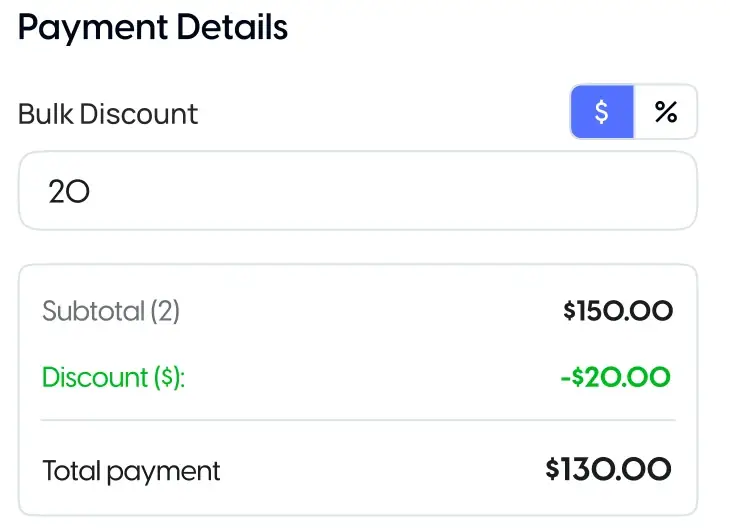 Payment Details
Bulk Discount $ %
20
Subtotal (2) $150.00
Discount ($): -$20.00
Total payment $130.00